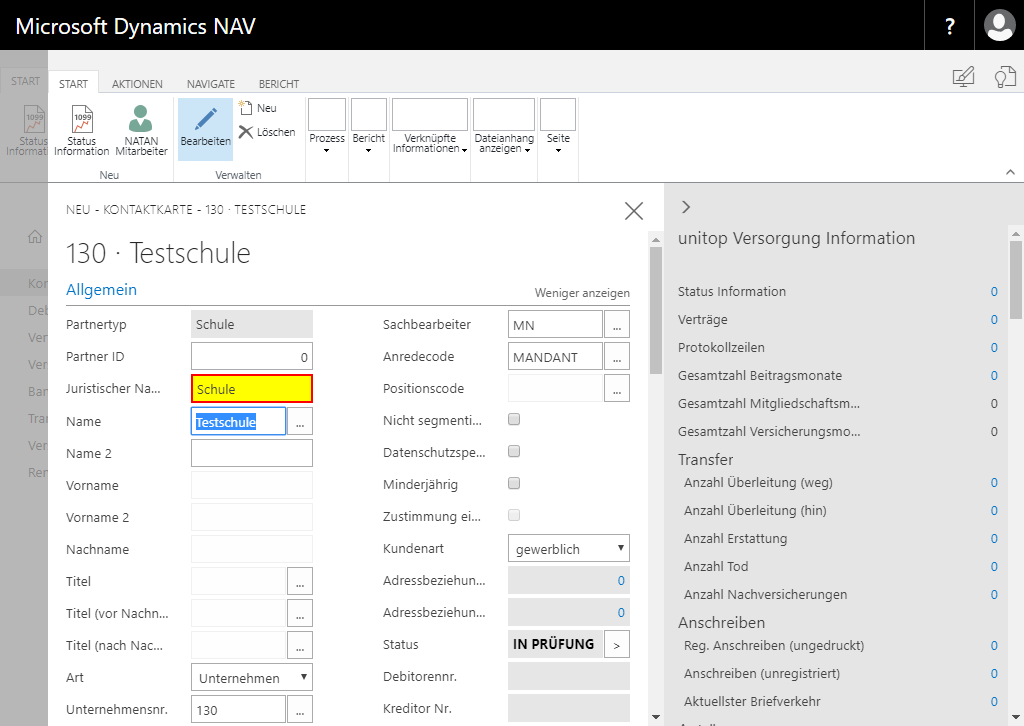 Microsoft Dynamics NAV
?
START
START
AKTIONEN
NAVIGATE
BERICHT
1099
Status
Informat
1099
Status
Information
NATAN
Mitarbeiter
Neu
Bearbeiten
Neu
Löschen
Verwalten
Prozess
Bericht
Verknüpfte
Informationen
Dateianhang
anzeigen
Seite
Kon
Deb
Ver
Ver
Ban
Tra
Ver
Ren
NEU - KONTAKTKARTE - 130 · TESTSCHULE
130 · Testschule
Allgemein
Weniger anzeigen
Partnertyp
Schule
Partner ID
0
Juristischer Na...
Schule
Name
Testschule
...
Name 2
Vorname
Vorname 2
Nachname
Titel
...
Titel (vor Nachn...
...
Titel (nach Nac...
...
Art
Unternehmen
Unternehmensnr.
130
...
Sachbearbeiter
MN
...
Anredecode
MANDANT
...
Positionscode
...
Nicht segmenti...
Datenschutzspe...
Minderjährig
Zustimmung ei...
Kundenart
gewerblich
Adressbeziehun...
0
Adressbeziehun...
0
Status
IN PRÜFUNG
>
Debitorennr.
Kreditor Nr.
unitop Versorgung Information
Status Information 0
Verträge 0
Protokollzeilen 0
Gesamtzahl Beitragsmonate 0
Gesamtzahl Mitgliedschaftsm... 0
Gesamtzahl Versicherungsmo... 0
Transfer
Anzahl Überleitung (weg) 0
Anzahl Überleitung (hin) 0
Anzahl Erstattung 0
Anzahl Tod 0
Anzahl Nachversicherungen 0
Anschreiben
Reg. Anschreiben (ungedruckt) 0
Anschreiben (unregistriert) 0
Aktuellster Briefverkehr 0